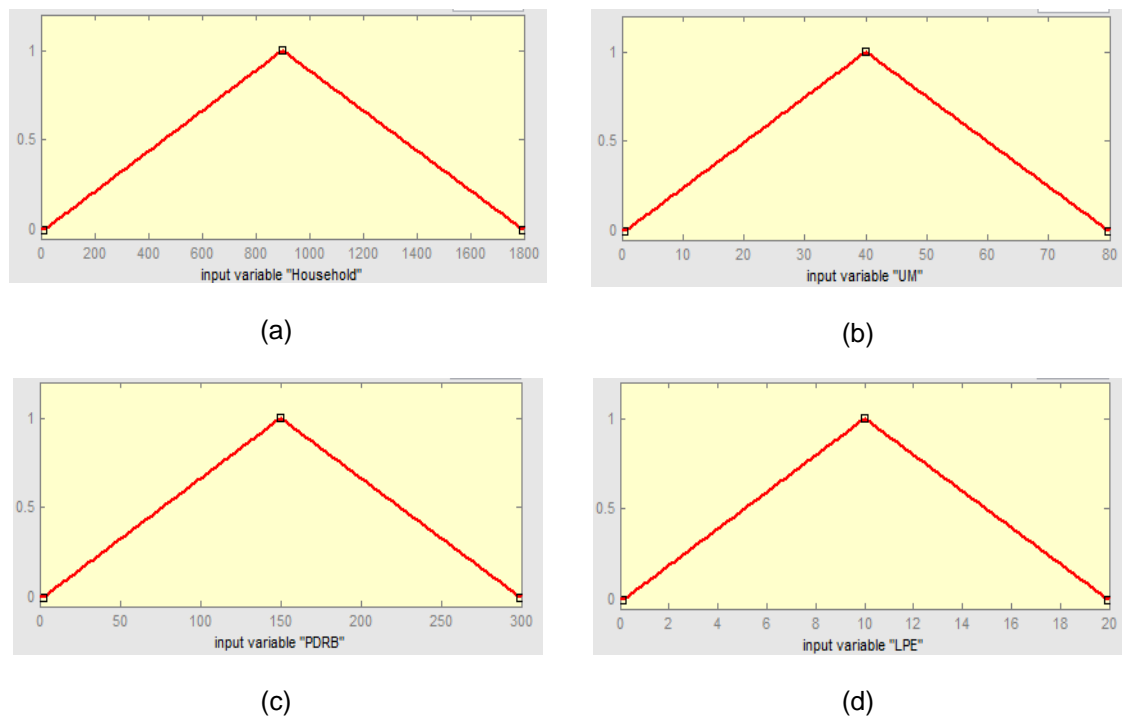 1
0.5
0
0 200 400 600 800 1000 1200 1400 1600 1800
input variable "Household"
(a)
1
0.5
0
0 10 20 30 40 50 60 70 80
input variable "UM"
(b)
1
0.5
0
0 50 100 150 200 250 300
input variable "PDRB"
(c)
1
0.5
0
0 2 4 6 8 10 12 14 16 18 20
input variable "LPE"
(d)